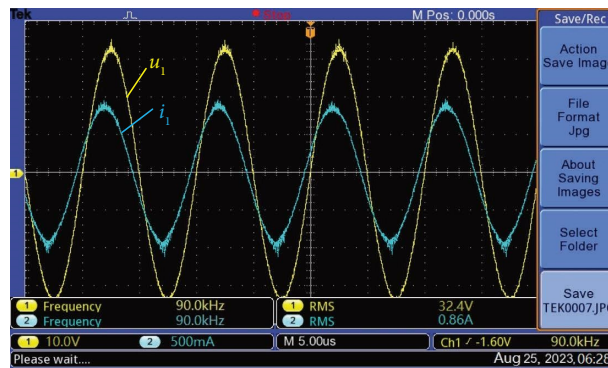 Tek
M Pos: 0.000s
Save/Rec
Action
Save Imag
File
Format
Jpg
About
Saving
Images
Select
Folder
Save
TEK0007.JP
T
u1
i1
1
1 Frequency 90.0kHz
2 Frequency 90.0kHz
1 RMS 32.4V
2 RMS 0.86A
1 10.0V 2 500mA M 5.00us Ch1 -1.60V 90.0kHz
Please wait.... Aug 25, 2023, 06:28